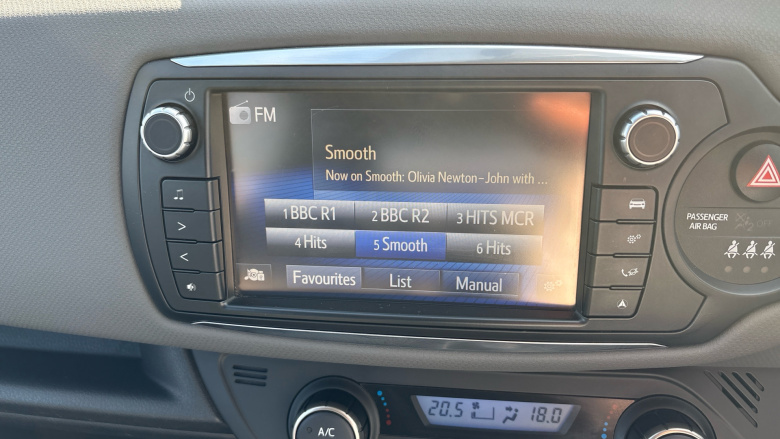 FM
Smooth
Now on Smooth: Olivia Newton-John with ...
1 BBC R1 2 BBC R2 3 HITS MCR
4 Hits 5 Smooth 6 Hits
Favourites List Manual
PASSENGER
AIR BAG
A/C 20.5 18.0